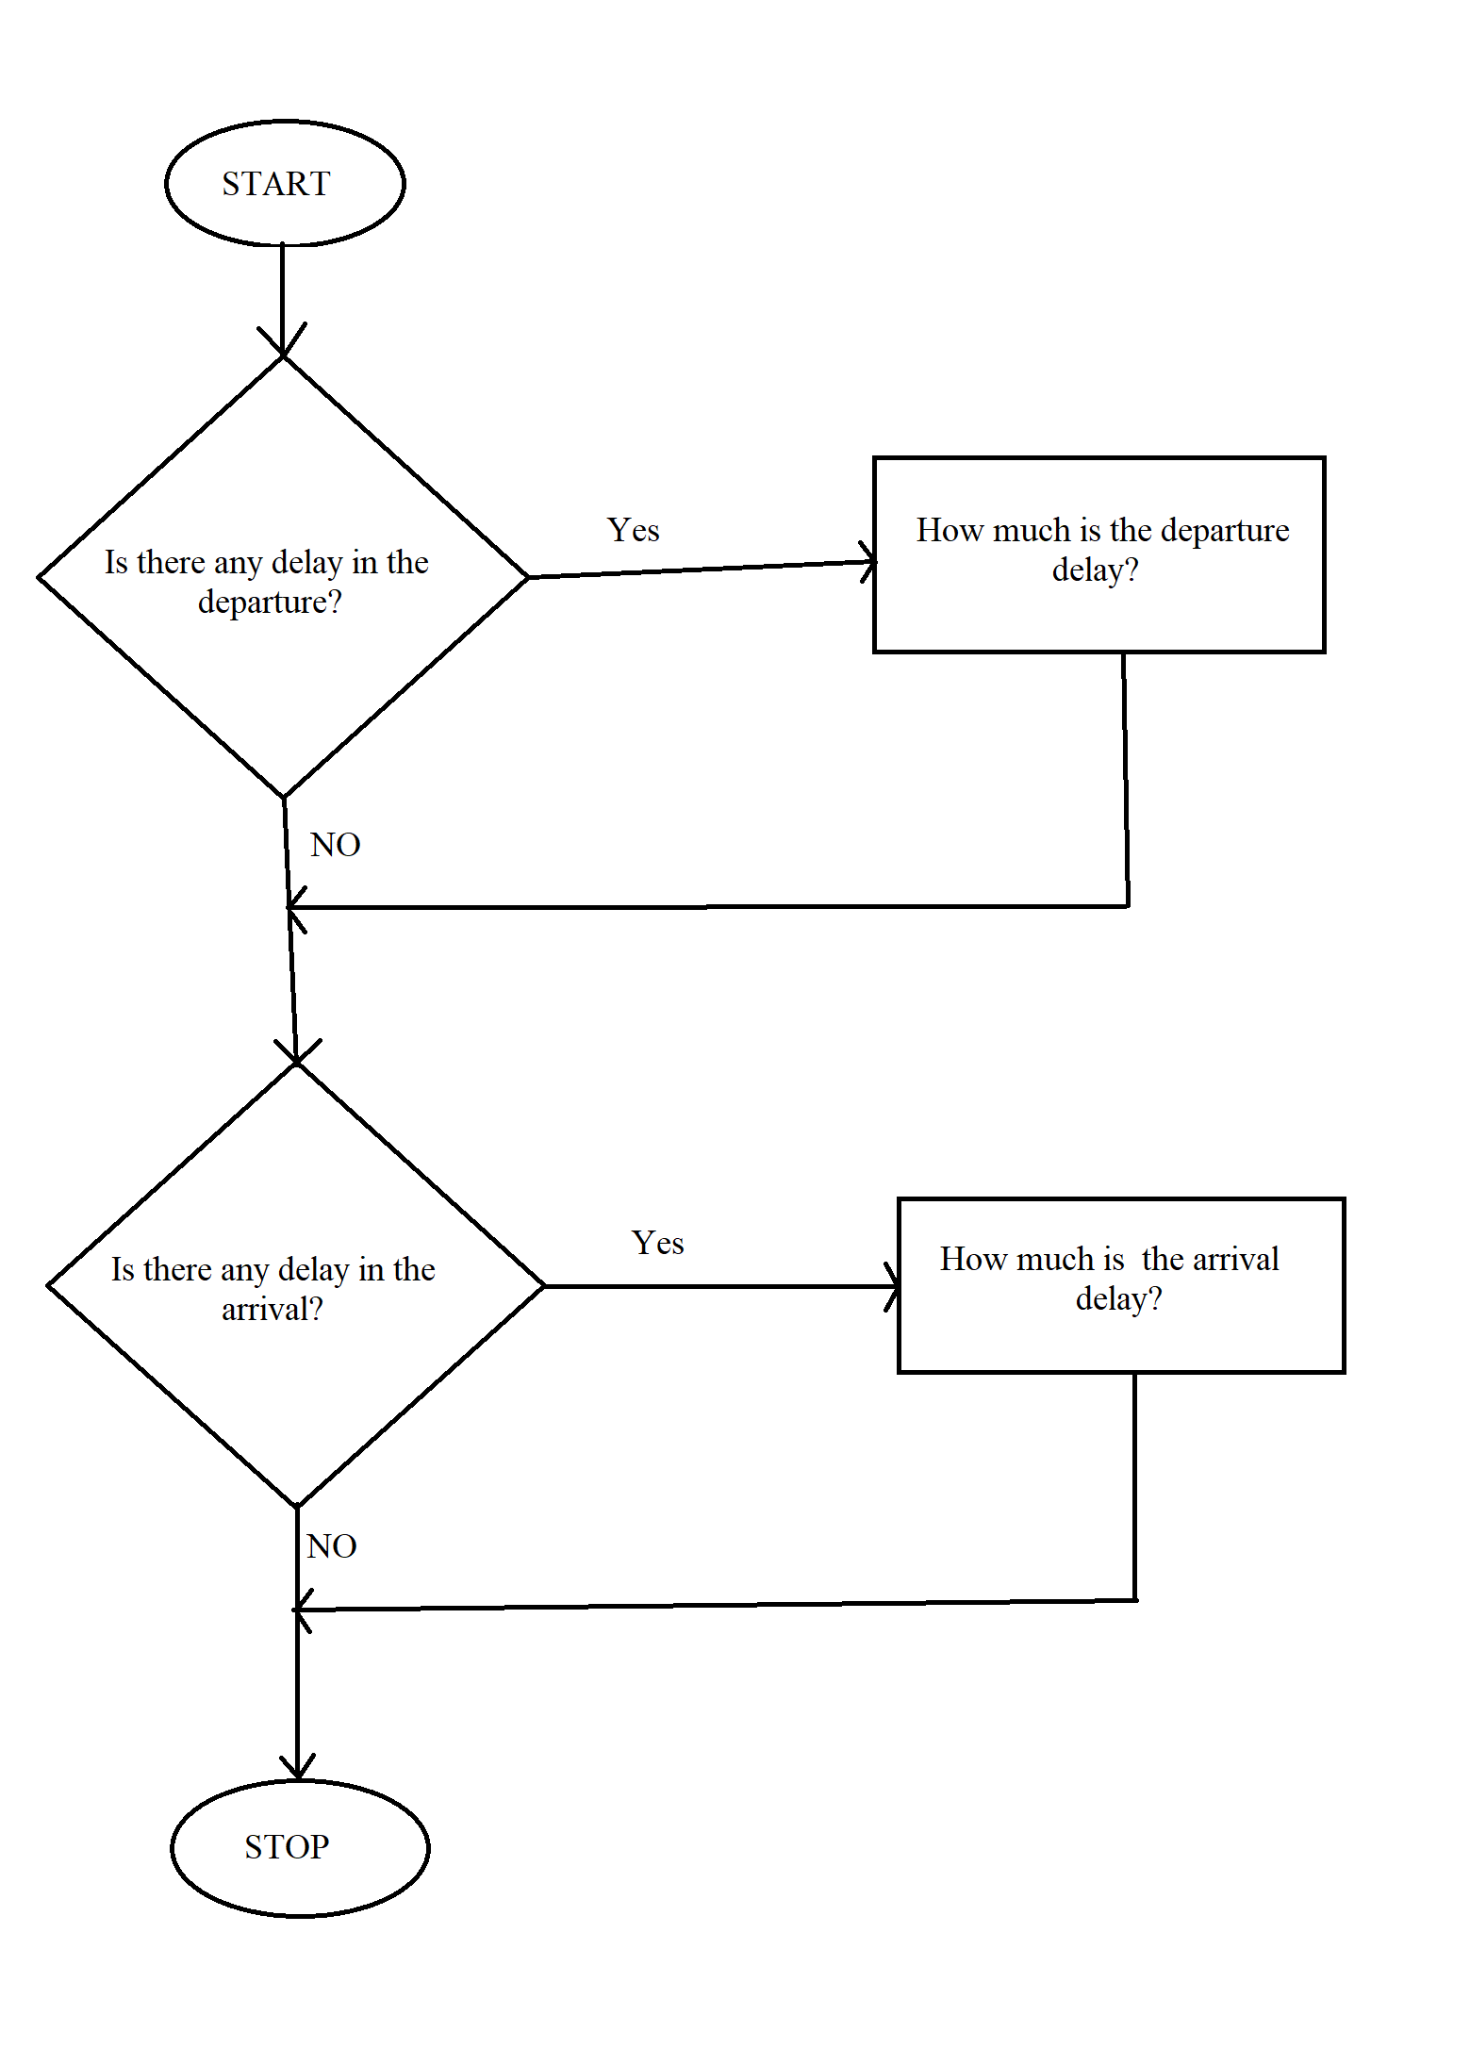 START
Is there any delay in the
departure?
Yes
How much is the departure
delay?
NO
Is there any delay in the
arrival?
Yes
How much is  the arrival
delay?
NO
STOP